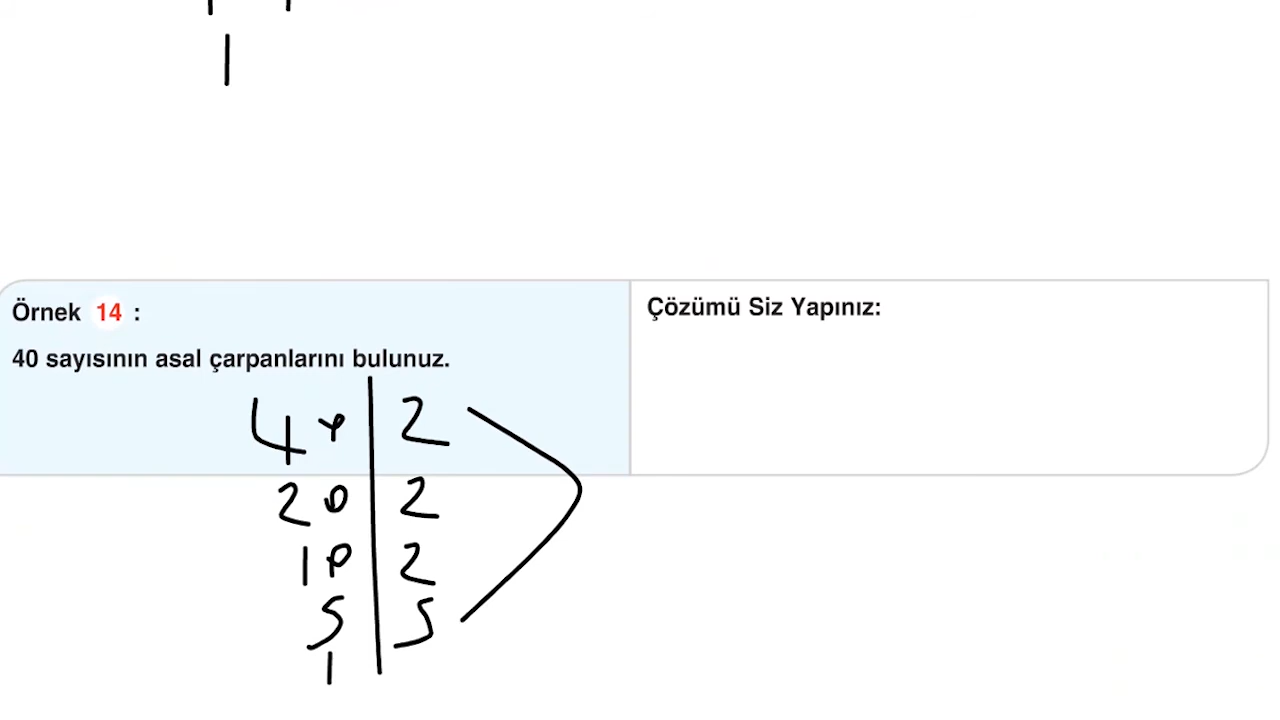 1
Örnek 14 :
40 sayısının asal çarpanlarını bulunuz.
Çözümü Siz Yapınız:
40 | 2
20 | 2
10 | 2
5 | 5
1